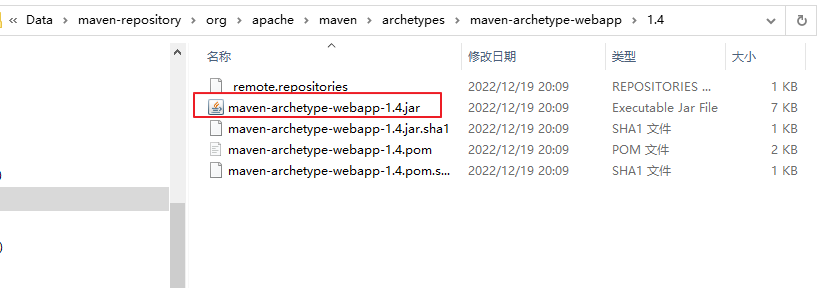 « Data › maven-repository › org › apache › maven › archetypes › maven-archetype-webapp › 1.4
名称 修改日期 类型 大小
_remote.repositories 2022/12/19 20:09 REPOSITORIES ... 1 KB
maven-archetype-webapp-1.4.jar 2022/12/19 20:09 Executable Jar File 7 KB
maven-archetype-webapp-1.4.jar.sha1 2022/12/19 20:09 SHA1 文件 1 KB
maven-archetype-webapp-1.4.pom 2022/12/19 20:09 POM 文件 2 KB
maven-archetype-webapp-1.4.pom.s... 2022/12/19 20:09 SHA1 文件 1 KB
)
)